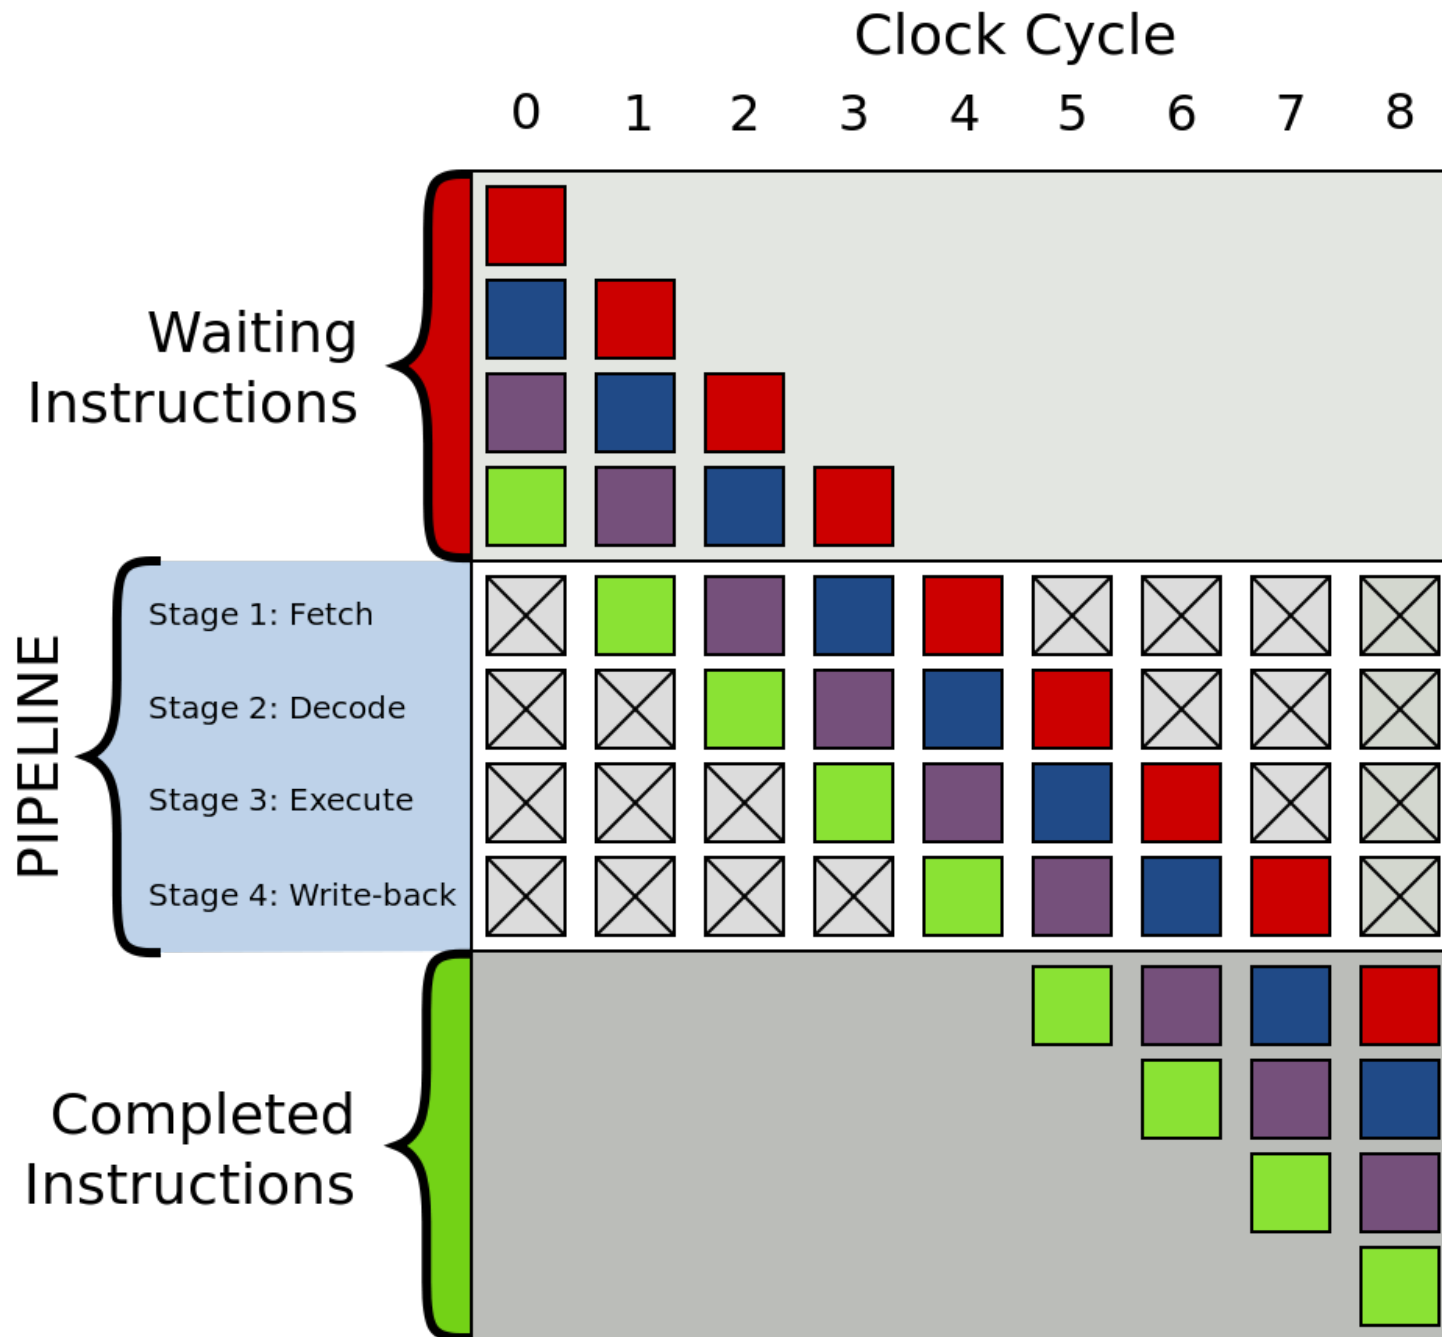 Clock Cycle
0 1 2 3 4 5 6 7 8
Waiting
Instructions
PIPELINE
Stage 1: Fetch
Stage 2: Decode
Stage 3: Execute
Stage 4: Write-back
Completed
Instructions